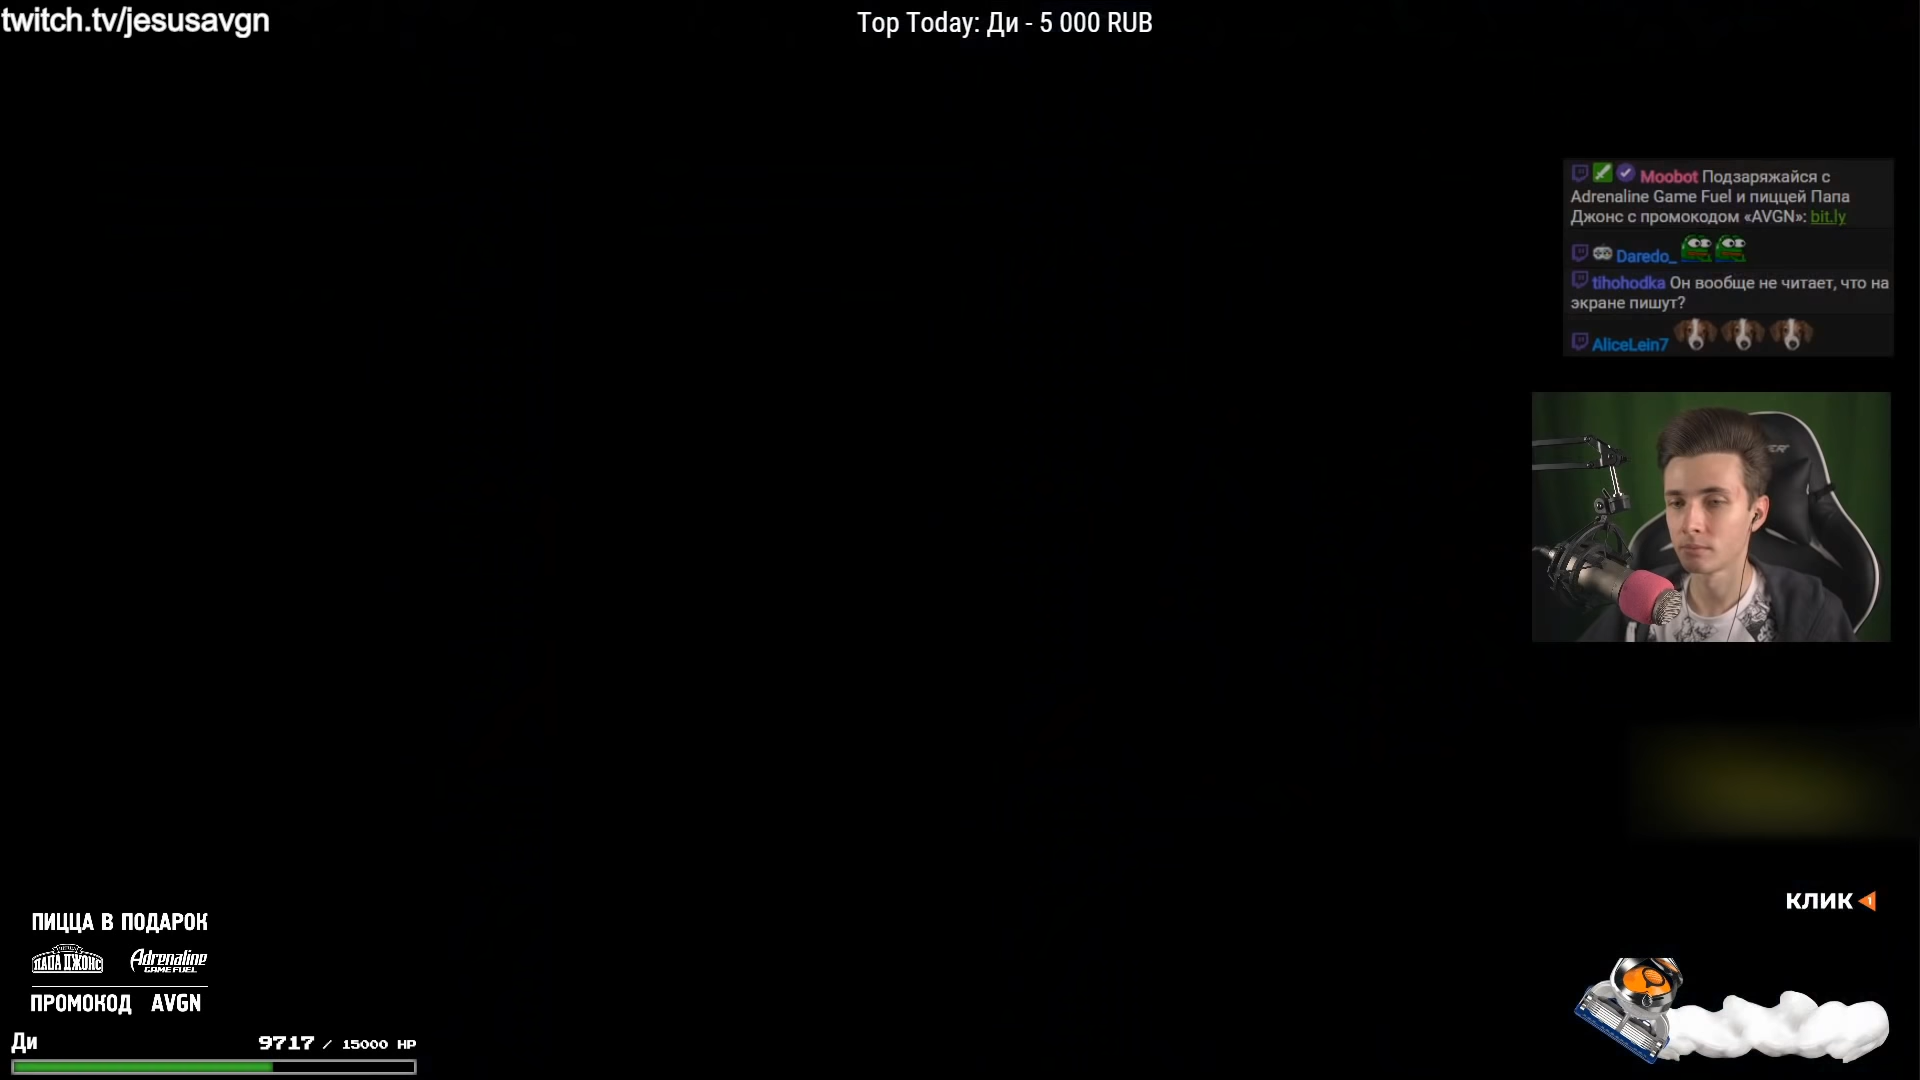 twitch.tv/jesusavgn
Top Today: Ди - 5 000 RUB
Moobot Подзаряжайся с
Adrenaline Game Fuel и пиццей Папа
Джонс с промокодом «AVGN»: bit.ly
Daredo_
tihohodka Он вообще не читает, что на
экране пишут?
AliceLein7
КЛИК
ПИЦЦА В ПОДАРОК
ПАПА ДЖОНС Adrenaline
GAME FUEL
ПРОМОКОД AVGN
Ди 9717 / 15000 HP